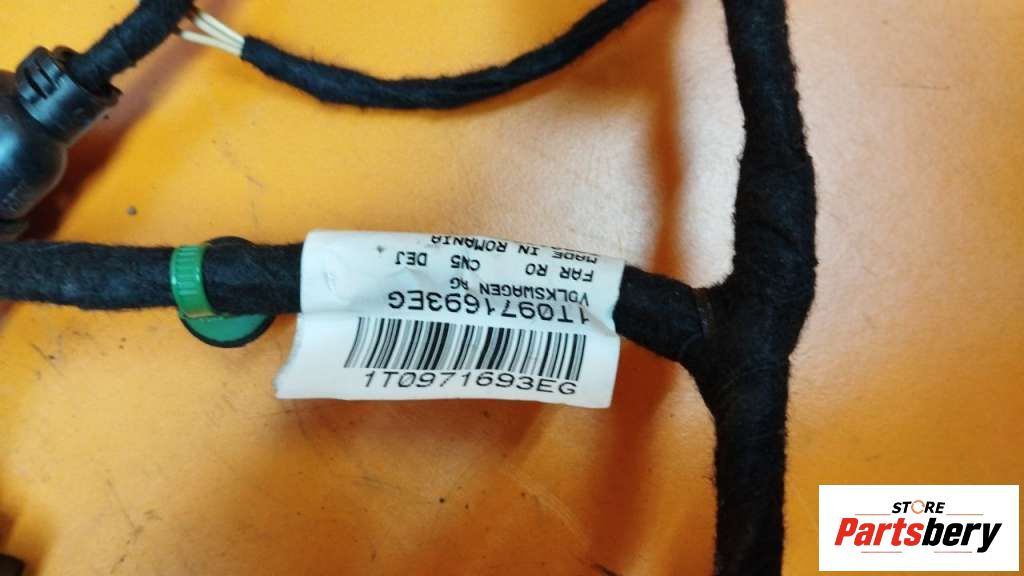 MADE IN ROMANIA
FAR RO CN5 DEJ
VOLKSWAGEN AG
1T0971693EG
1T0971693EG
STORE
Partsbery